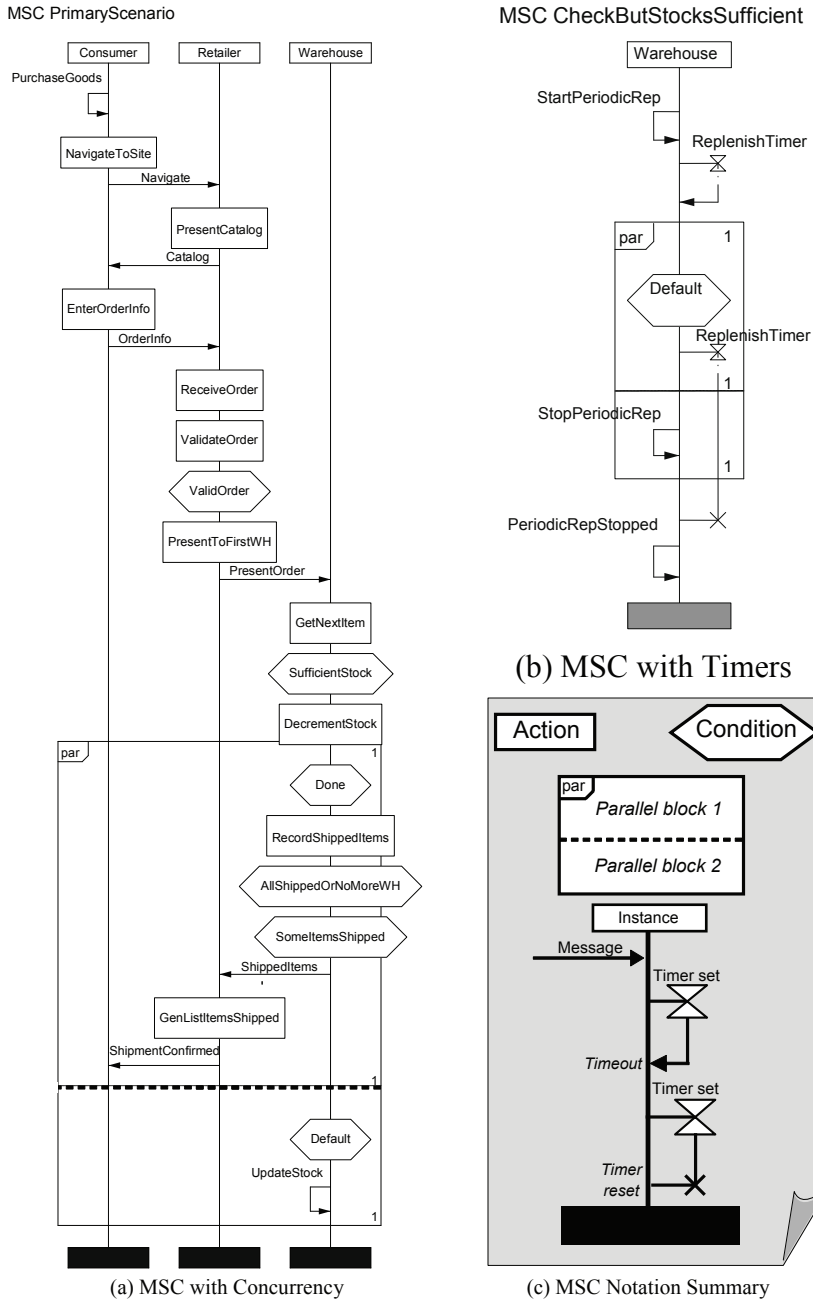 MSC PrimaryScenario
Consumer
Retailer
Warehouse
PurchaseGoods
NavigateToSite
Navigate
PresentCatalog
Catalog
EnterOrderInfo
OrderInfo
ReceiveOrder
ValidateOrder
ValidOrder
PresentToFirstWH
PresentOrder
GetNextItem
SufficientStock
DecrementStock
par
1
Done
RecordShippedItems
AllShippedOrNoMoreWH
SomeItemsShipped
ShippedItems
GenListItemsShipped
ShipmentConfirmed
1
Default
UpdateStock
1
(a) MSC with Concurrency
MSC CheckButStocksSufficient
Warehouse
StartPeriodicRep
ReplenishTimer
par
1
Default
ReplenishTimer
1
StopPeriodicRep
1
PeriodicRepStopped
(b) MSC with Timers
Action
Condition
par
Parallel block 1
Parallel block 2
Instance
Message
Timer set
Timeout
Timer set
Timer
reset
(c) MSC Notation Summary